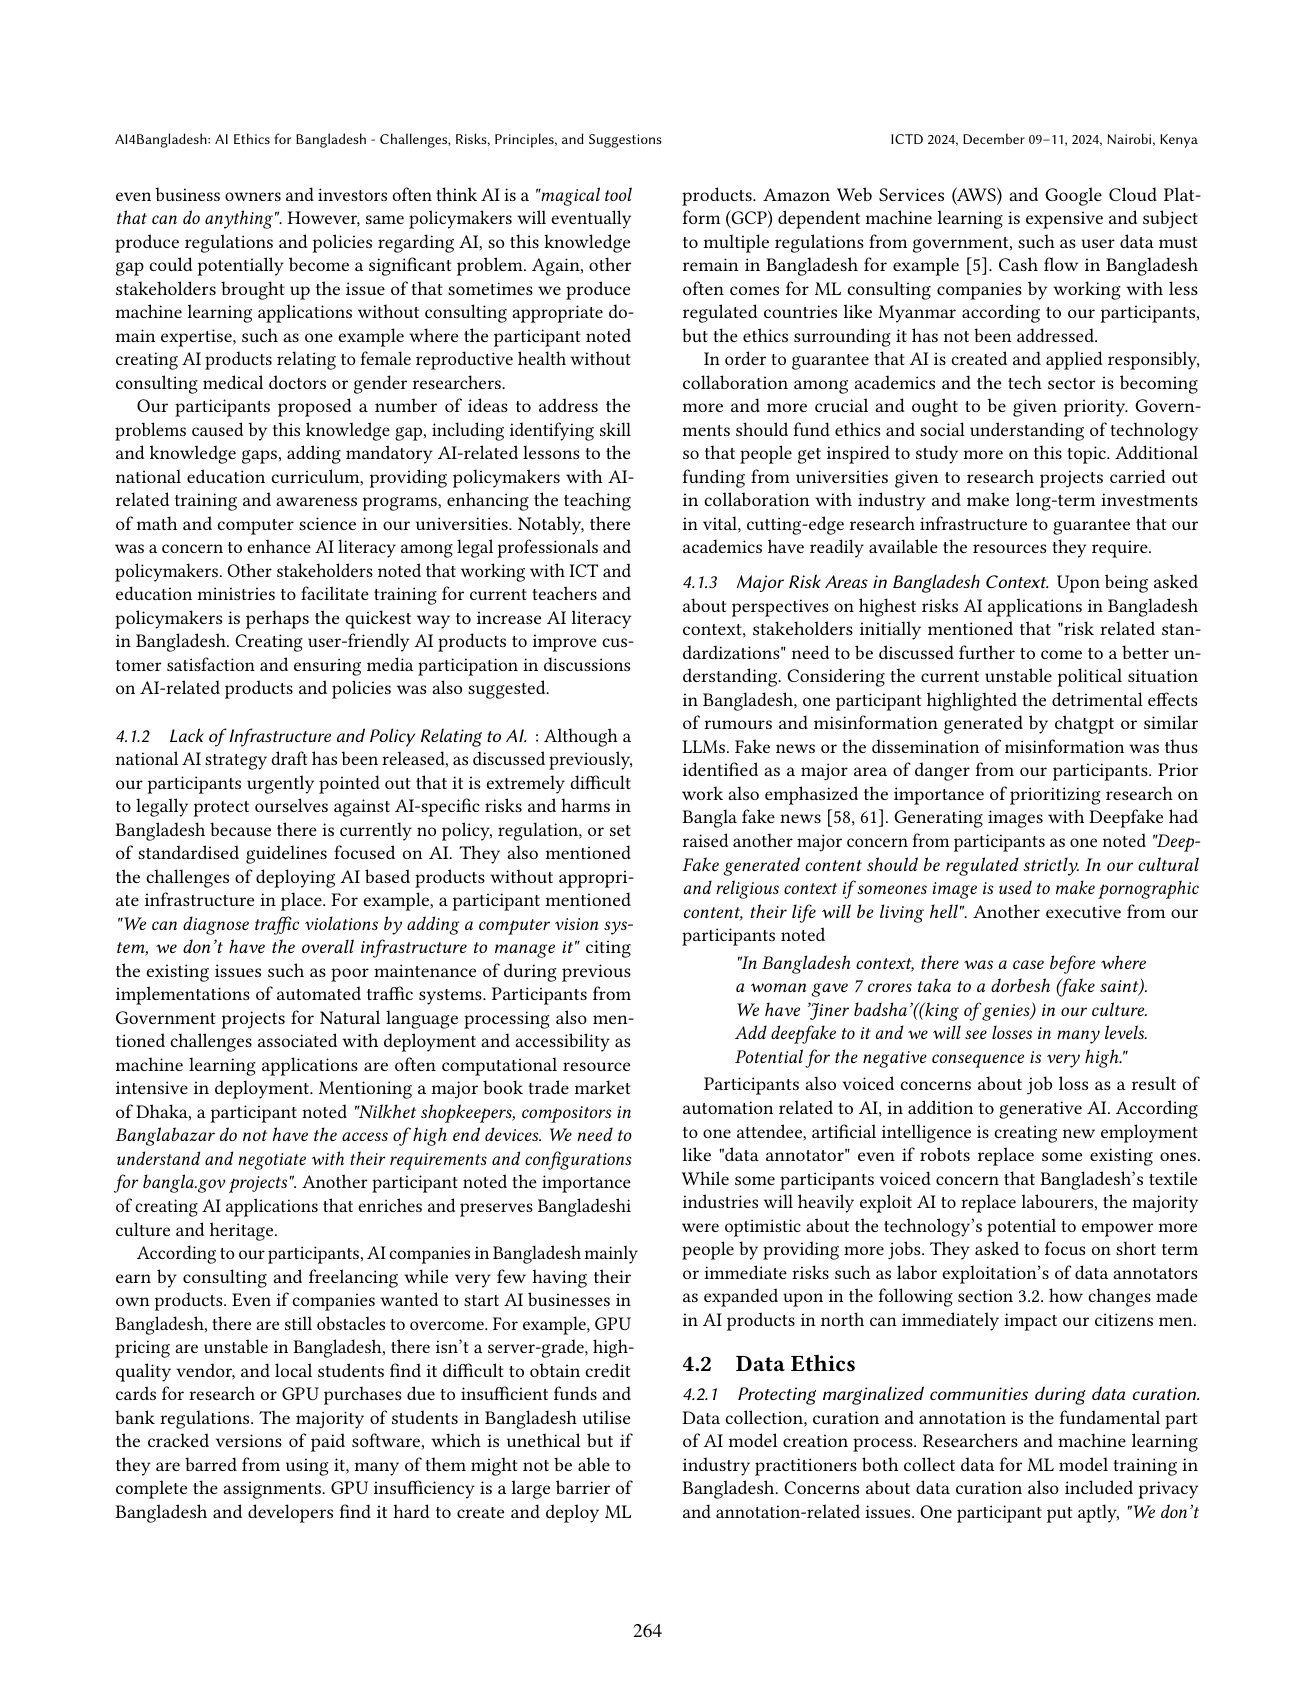 AI4Bangladesh: AI Ethics for Bangladesh - Challenges, Risks, Principles, and Suggestions
ICTD 2024, December 09–11, 2024, Nairobi, Kenya
even business owners and investors often think AI is a "magical tool
that can do anything". However, same policymakers will eventually
produce regulations and policies regarding AI, so this knowledge
gap could potentially become a significant problem. Again, other
stakeholders brought up the issue of that sometimes we produce
machine learning applications without consulting appropriate do-
main expertise, such as one example where the participant noted
creating AI products relating to female reproductive health without
consulting medical doctors or gender researchers.
Our participants proposed a number of ideas to address the
problems caused by this knowledge gap, including identifying skill
and knowledge gaps, adding mandatory AI-related lessons to the
national education curriculum, providing policymakers with AI-
related training and awareness programs, enhancing the teaching
of math and computer science in our universities. Notably, there
was a concern to enhance AI literacy among legal professionals and
policymakers. Other stakeholders noted that working with ICT and
education ministries to facilitate training for current teachers and
policymakers is perhaps the quickest way to increase AI literacy
in Bangladesh. Creating user-friendly AI products to improve cus-
tomer satisfaction and ensuring media participation in discussions
on AI-related products and policies was also suggested.
4.1.2 Lack of Infrastructure and Policy Relating to AI. : Although a
national AI strategy draft has been released, as discussed previously,
our participants urgently pointed out that it is extremely difficult
to legally protect ourselves against AI-specific risks and harms in
Bangladesh because there is currently no policy, regulation, or set
of standardised guidelines focused on AI. They also mentioned
the challenges of deploying AI based products without appropri-
ate infrastructure in place. For example, a participant mentioned
"We can diagnose traffic violations by adding a computer vision sys-
tem, we don't have the overall infrastructure to manage it" citing
the existing issues such as poor maintenance of during previous
implementations of automated traffic systems. Participants from
Government projects for Natural language processing also men-
tioned challenges associated with deployment and accessibility as
machine learning applications are often computational resource
intensive in deployment. Mentioning a major book trade market
of Dhaka, a participant noted "Nilkhet shopkeepers, compositors in
Banglabazar do not have the access of high end devices. We need to
understand and negotiate with their requirements and configurations
for bangla.gov projects". Another participant noted the importance
of creating AI applications that enriches and preserves Bangladeshi
culture and heritage.
According to our participants, AI companies in Bangladesh mainly
earn by consulting and freelancing while very few having their
own products. Even if companies wanted to start AI businesses in
Bangladesh, there are still obstacles to overcome. For example, GPU
pricing are unstable in Bangladesh, there isn't a server-grade, high-
quality vendor, and local students find it difficult to obtain credit
cards for research or GPU purchases due to insufficient funds and
bank regulations. The majority of students in Bangladesh utilise
the cracked versions of paid software, which is unethical but if
they are barred from using it, many of them might not be able to
complete the assignments. GPU insufficiency is a large barrier of
Bangladesh and developers find it hard to create and deploy ML
products. Amazon Web Services (AWS) and Google Cloud Plat-
form (GCP) dependent machine learning is expensive and subject
to multiple regulations from government, such as user data must
remain in Bangladesh for example [5]. Cash flow in Bangladesh
often comes for ML consulting companies by working with less
regulated countries like Myanmar according to our participants,
but the ethics surrounding it has not been addressed.
In order to guarantee that AI is created and applied responsibly,
collaboration among academics and the tech sector is becoming
more and more crucial and ought to be given priority. Govern-
ments should fund ethics and social understanding of technology
so that people get inspired to study more on this topic. Additional
funding from universities given to research projects carried out
in collaboration with industry and make long-term investments
in vital, cutting-edge research infrastructure to guarantee that our
academics have readily available the resources they require.
4.1.3 Major Risk Areas in Bangladesh Context. Upon being asked
about perspectives on highest risks AI applications in Bangladesh
context, stakeholders initially mentioned that "risk related stan-
dardizations" need to be discussed further to come to a better un-
derstanding. Considering the current unstable political situation
in Bangladesh, one participant highlighted the detrimental effects
of rumours and misinformation generated by chatgpt or similar
LLMs. Fake news or the dissemination of misinformation was thus
identified as a major area of danger from our participants. Prior
work also emphasized the importance of prioritizing research on
Bangla fake news [58, 61]. Generating images with Deepfake had
raised another major concern from participants as one noted "Deep-
Fake generated content should be regulated strictly. In our cultural
and religious context if someones image is used to make pornographic
content, their life will be living hell". Another executive from our
participants noted
"In Bangladesh context, there was a case before where
a woman gave 7 crores taka to a dorbesh (fake saint).
We have 'Jiner badsha'((king of genies) in our culture.
Add deepfake to it and we will see losses in many levels.
Potential for the negative consequence is very high."
Participants also voiced concerns about job loss as a result of
automation related to AI, in addition to generative AI. According
to one attendee, artificial intelligence is creating new employment
like "data annotator" even if robots replace some existing ones.
While some participants voiced concern that Bangladesh's textile
industries will heavily exploit AI to replace labourers, the majority
were optimistic about the technology's potential to empower more
people by providing more jobs. They asked to focus on short term
or immediate risks such as labor exploitation's of data annotators
as expanded upon in the following section 3.2. how changes made
in AI products in north can immediately impact our citizens men.
4.2 Data Ethics
4.2.1 Protecting marginalized communities during data curation.
Data collection, curation and annotation is the fundamental part
of AI model creation process. Researchers and machine learning
industry practitioners both collect data for ML model training in
Bangladesh. Concerns about data curation also included privacy
and annotation-related issues. One participant put aptly, "We don't
264